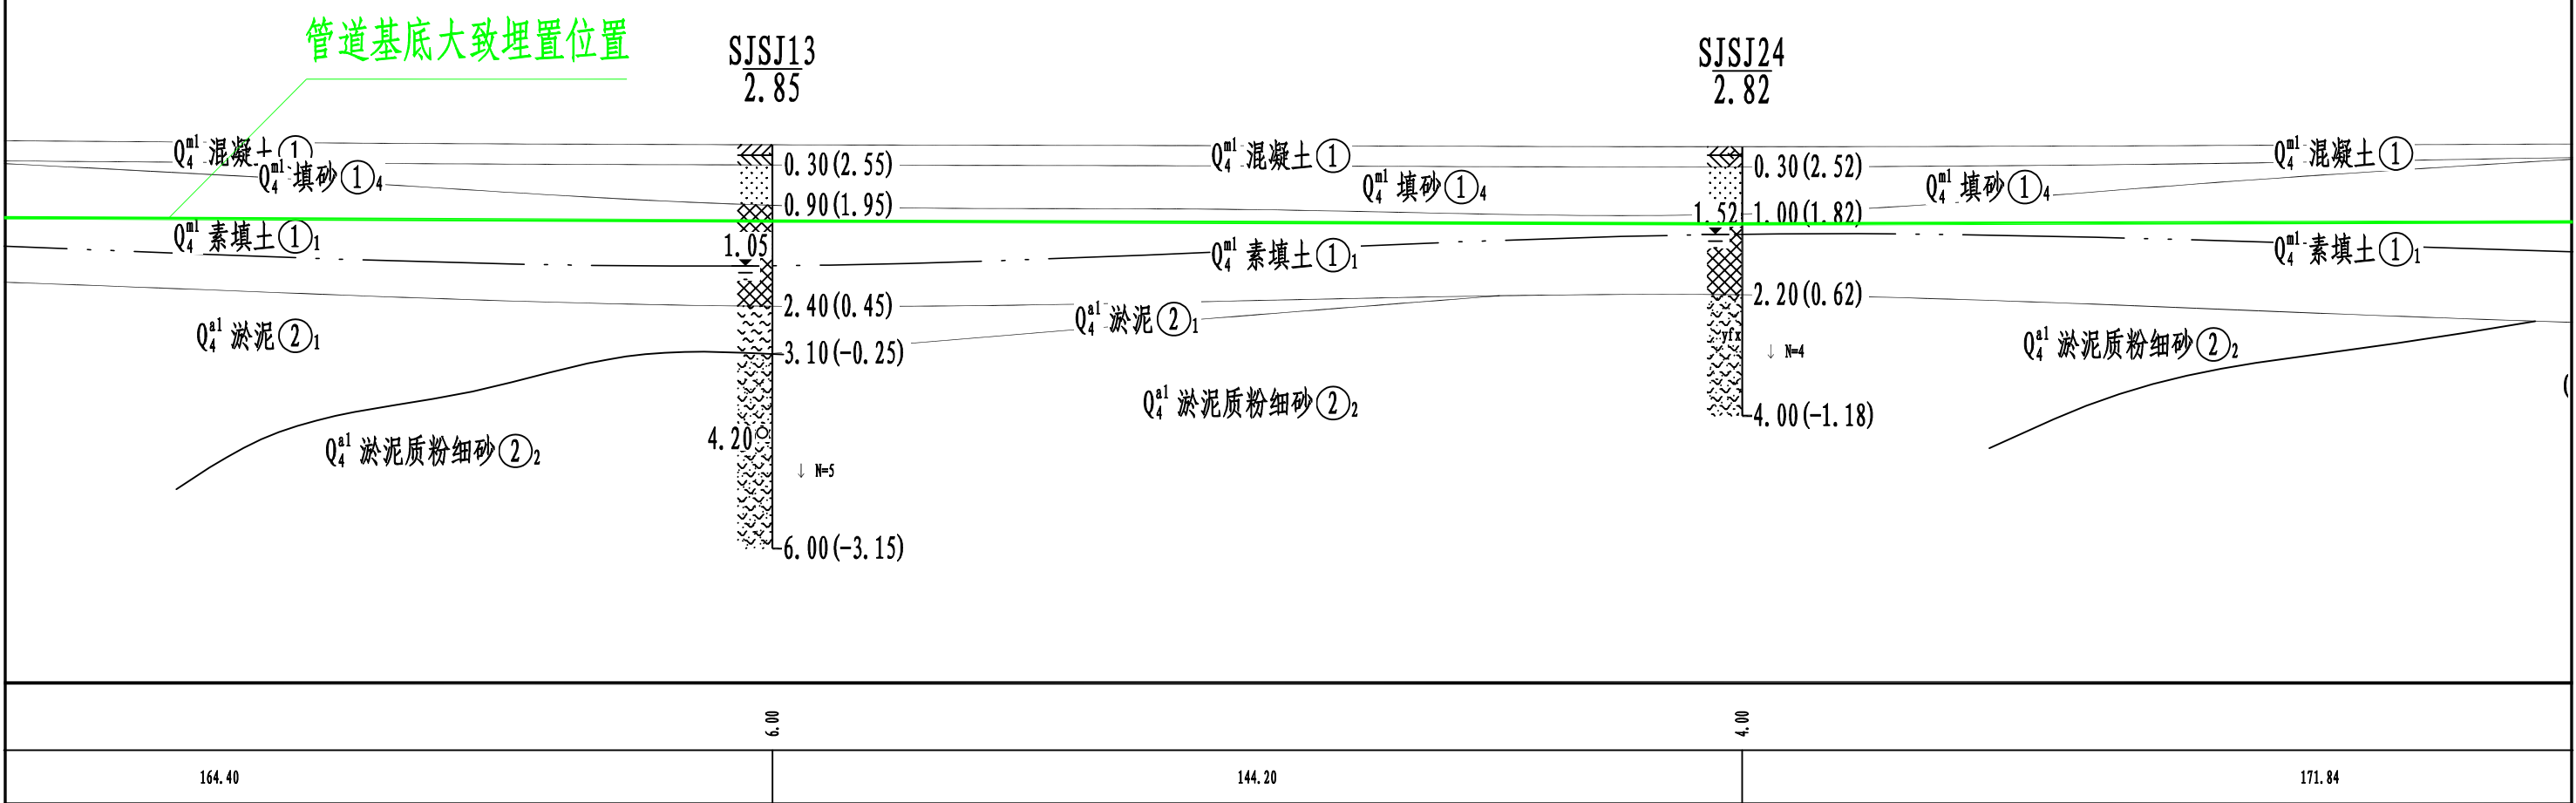 管道基底大致埋置位置
SJSJ13
2.85
SJSJ24
2.82
Q₄ᵐˡ 混凝土①
Q₄ᵐˡ 填砂①₄
Q₄ᵐˡ 素填土①₁
Q₄ᵃˡ 淤泥②₁
Q₄ᵃˡ 淤泥质粉细砂②₂
0.30(2.55)
0.90(1.95)
1.05
2.40(0.45)
3.10(-0.25)
4.20
N=5
6.00(-3.15)
Q₄ᵐˡ 混凝土①
Q₄ᵐˡ 填砂①₄
Q₄ᵐˡ 素填土①₁
Q₄ᵃˡ 淤泥②₁
Q₄ᵃˡ 淤泥质粉细砂②₂
0.30(2.52)
1.52
1.00(1.82)
2.20(0.62)
yfx
N=4
4.00(-1.18)
Q₄ᵐˡ 混凝土①
Q₄ᵐˡ 填砂①₄
Q₄ᵐˡ 素填土①₁
Q₄ᵃˡ 淤泥质粉细砂②₂
(
6.00
4.00
164.40
144.20
171.84